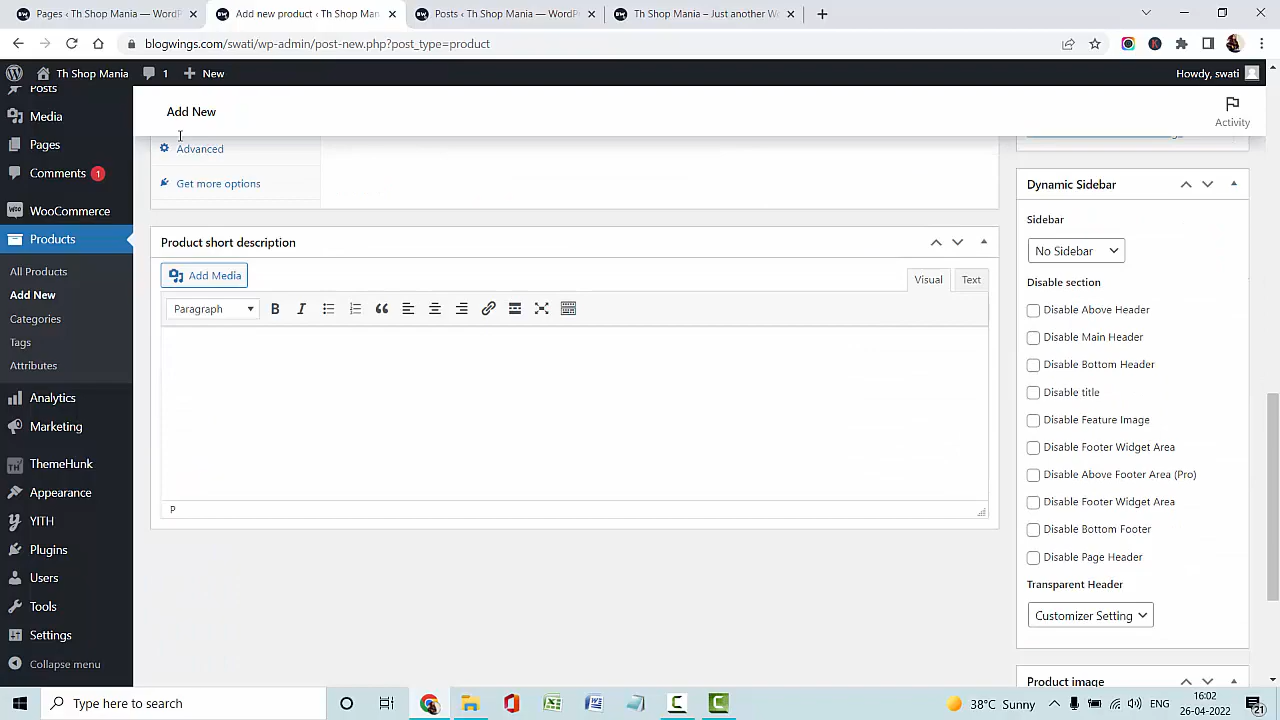 Pages ‹ Th Shop Mania — WordP
Add new product ‹ Th Shop Man
Posts ‹ Th Shop Mania — WordPr
Th Shop Mania – Just another W
blogwings.com/swati/wp-admin/post-new.php?post_type=product
Th Shop Mania
1
New
Howdy, swati
Posts
Media
Pages
Comments 1
WooCommerce
Products
All Products
Add New
Categories
Tags
Attributes
Analytics
Marketing
ThemeHunk
Appearance
YITH
Plugins
Users
Tools
Settings
Collapse menu
Add New
Activity
Advanced
Get more options
Product short description
Add Media
Visual
Text
Paragraph
P
Dynamic Sidebar
Sidebar
No Sidebar
Disable section
Disable Above Header
Disable Main Header
Disable Bottom Header
Disable title
Disable Feature Image
Disable Footer Widget Area
Disable Above Footer Area (Pro)
Disable Footer Widget Area
Disable Bottom Footer
Disable Page Header
Transparent Header
Customizer Setting
Product image
Type here to search
38°C Sunny
ENG
16:02
26-04-2022
21